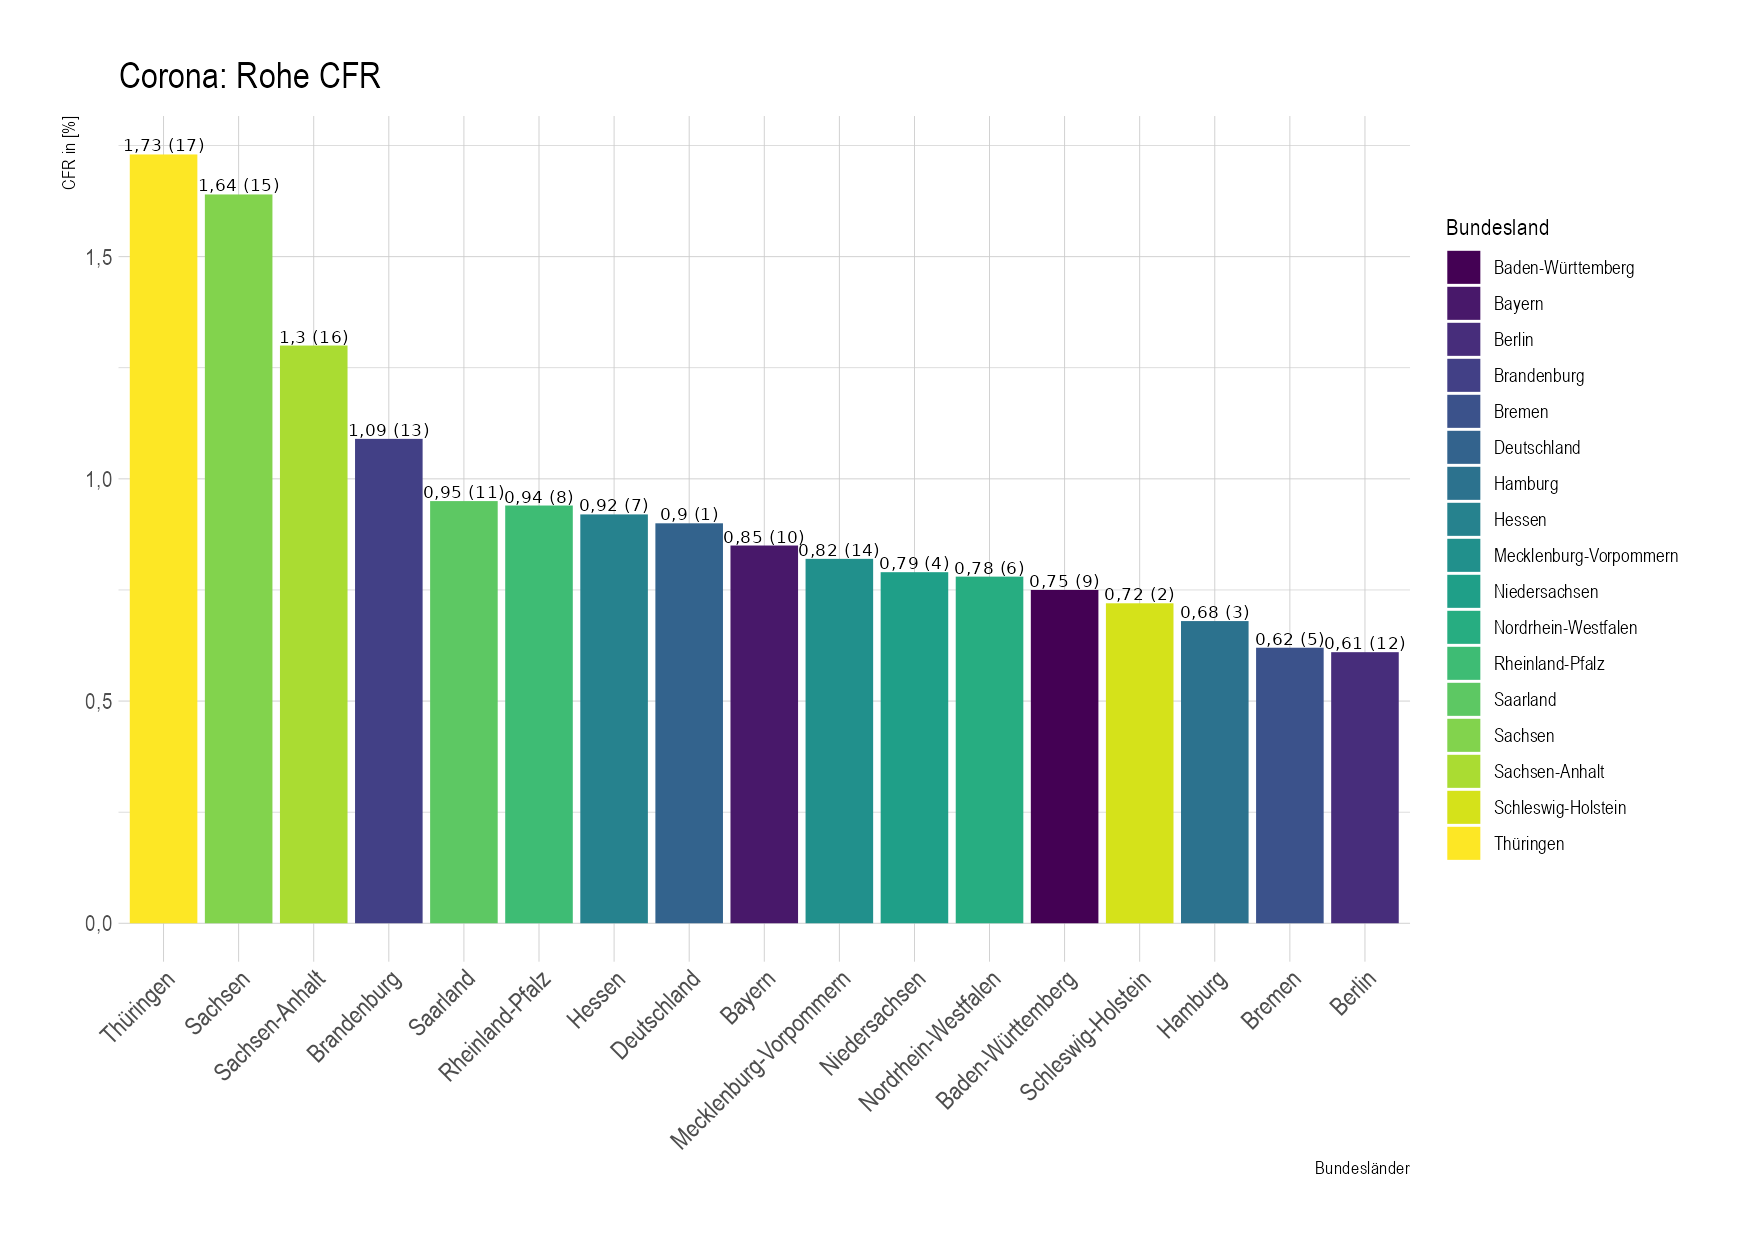 Corona: Rohe CFR
CFR in [%]
1,5
1,0
0,5
0,0
1,73 (17)
1,64 (15)
1,3 (16)
1,09 (13)
0,95 (11)
0,94 (8)
0,92 (7)
0,9 (1)
0,85 (10)
0,82 (14)
0,79 (4)
0,78 (6)
0,75 (9)
0,72 (2)
0,68 (3)
0,62 (5)
0,61 (12)
Thüringen
Sachsen
Sachsen-Anhalt
Brandenburg
Saarland
Rheinland-Pfalz
Hessen
Deutschland
Bayern
Mecklenburg-Vorpommern
Niedersachsen
Nordrhein-Westfalen
Baden-Württemberg
Schleswig-Holstein
Hamburg
Bremen
Berlin
Bundesländer
Bundesland
Baden-Württemberg
Bayern
Berlin
Brandenburg
Bremen
Deutschland
Hamburg
Hessen
Mecklenburg-Vorpommern
Niedersachsen
Nordrhein-Westfalen
Rheinland-Pfalz
Saarland
Sachsen
Sachsen-Anhalt
Schleswig-Holstein
Thüringen